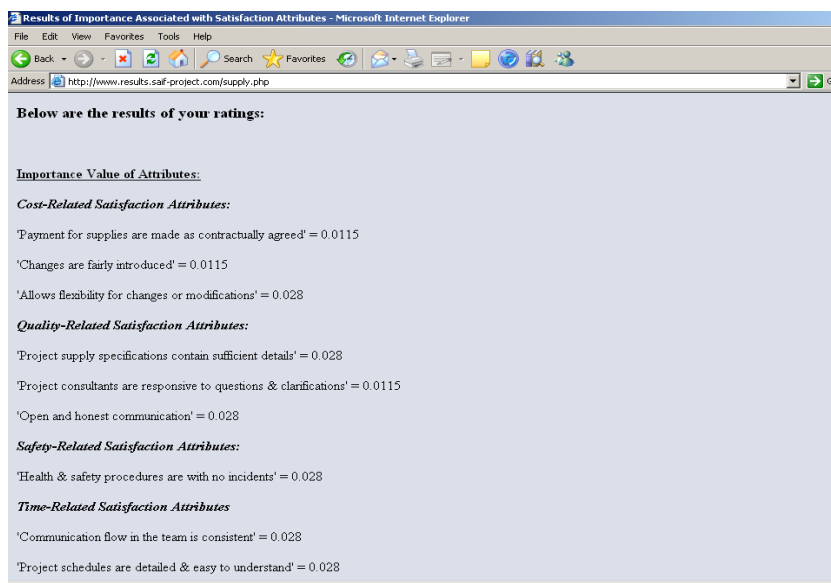 Results of Importance Associated with Satisfaction Attributes - Microsoft Internet Explorer
File Edit View Favorites Tools Help
Back Search Favorites
Address http://www.results.saif-project.com/supply.php
Below are the results of your ratings:
Importance Value of Attributes:
Cost-Related Satisfaction Attributes:
'Payment for supplies are made as contractually agreed' = 0.0115
'Changes are fairly introduced' = 0.0115
'Allows flexibility for changes or modifications' = 0.028
Quality-Related Satisfaction Attributes:
'Project supply specifications contain sufficient details' = 0.028
'Project consultants are responsive to questions & clarifications' = 0.0115
'Open and honest communication' = 0.028
Safety-Related Satisfaction Attributes:
'Health & safety procedures are with no incidents' = 0.028
Time-Related Satisfaction Attributes
'Communication flow in the team is consistent' = 0.028
'Project schedules are detailed & easy to understand' = 0.028